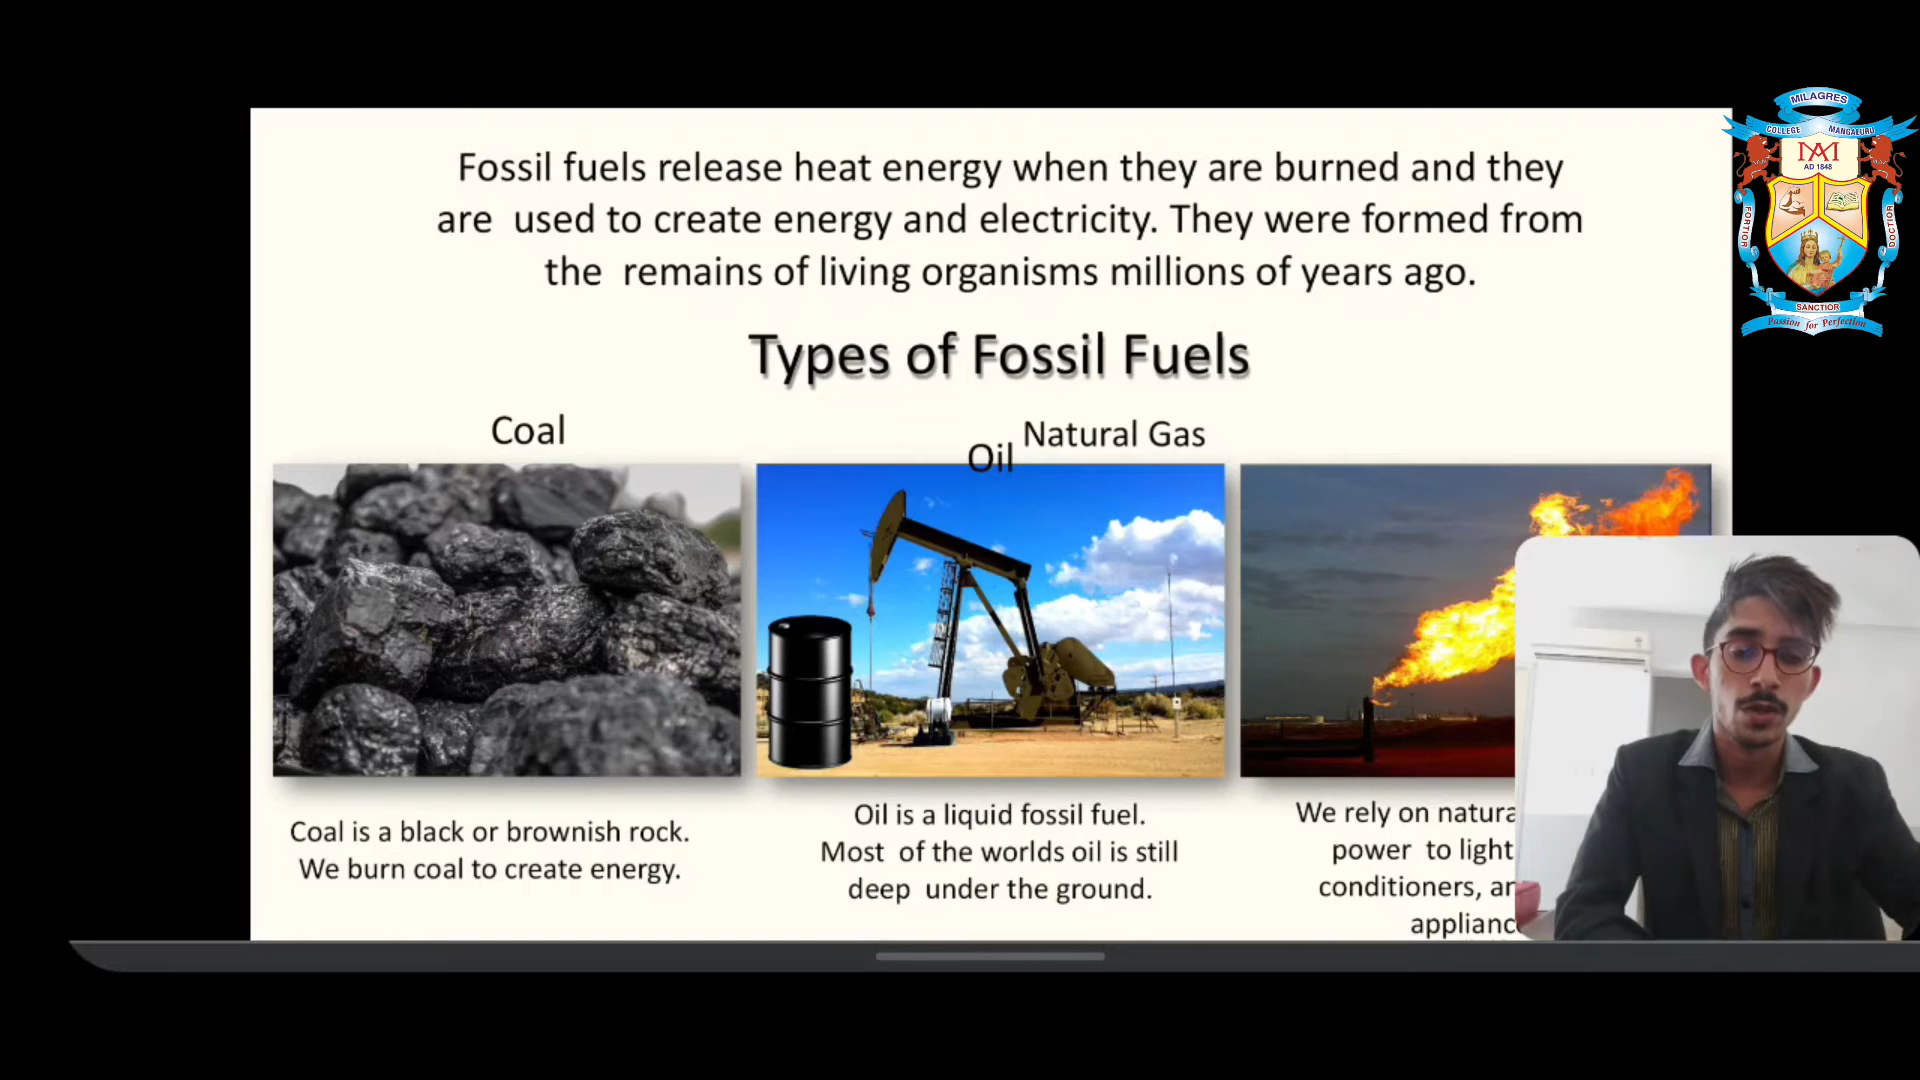 Fossil fuels release heat energy when they are burned and they
are used to create energy and electricity. They were formed from
the remains of living organisms millions of years ago.
Types of Fossil Fuels
Coal
Oil
Natural Gas
Coal is a black or brownish rock.
We burn coal to create energy.
Oil is a liquid fossil fuel.
Most of the worlds oil is still
deep under the ground.
We rely on
power to light
conditioners,
MILAGRES
COLLEGE MANGALURU
AD 1848
FORTIOR
DOCTIOR
SANCTIOR
Passion for Perfection